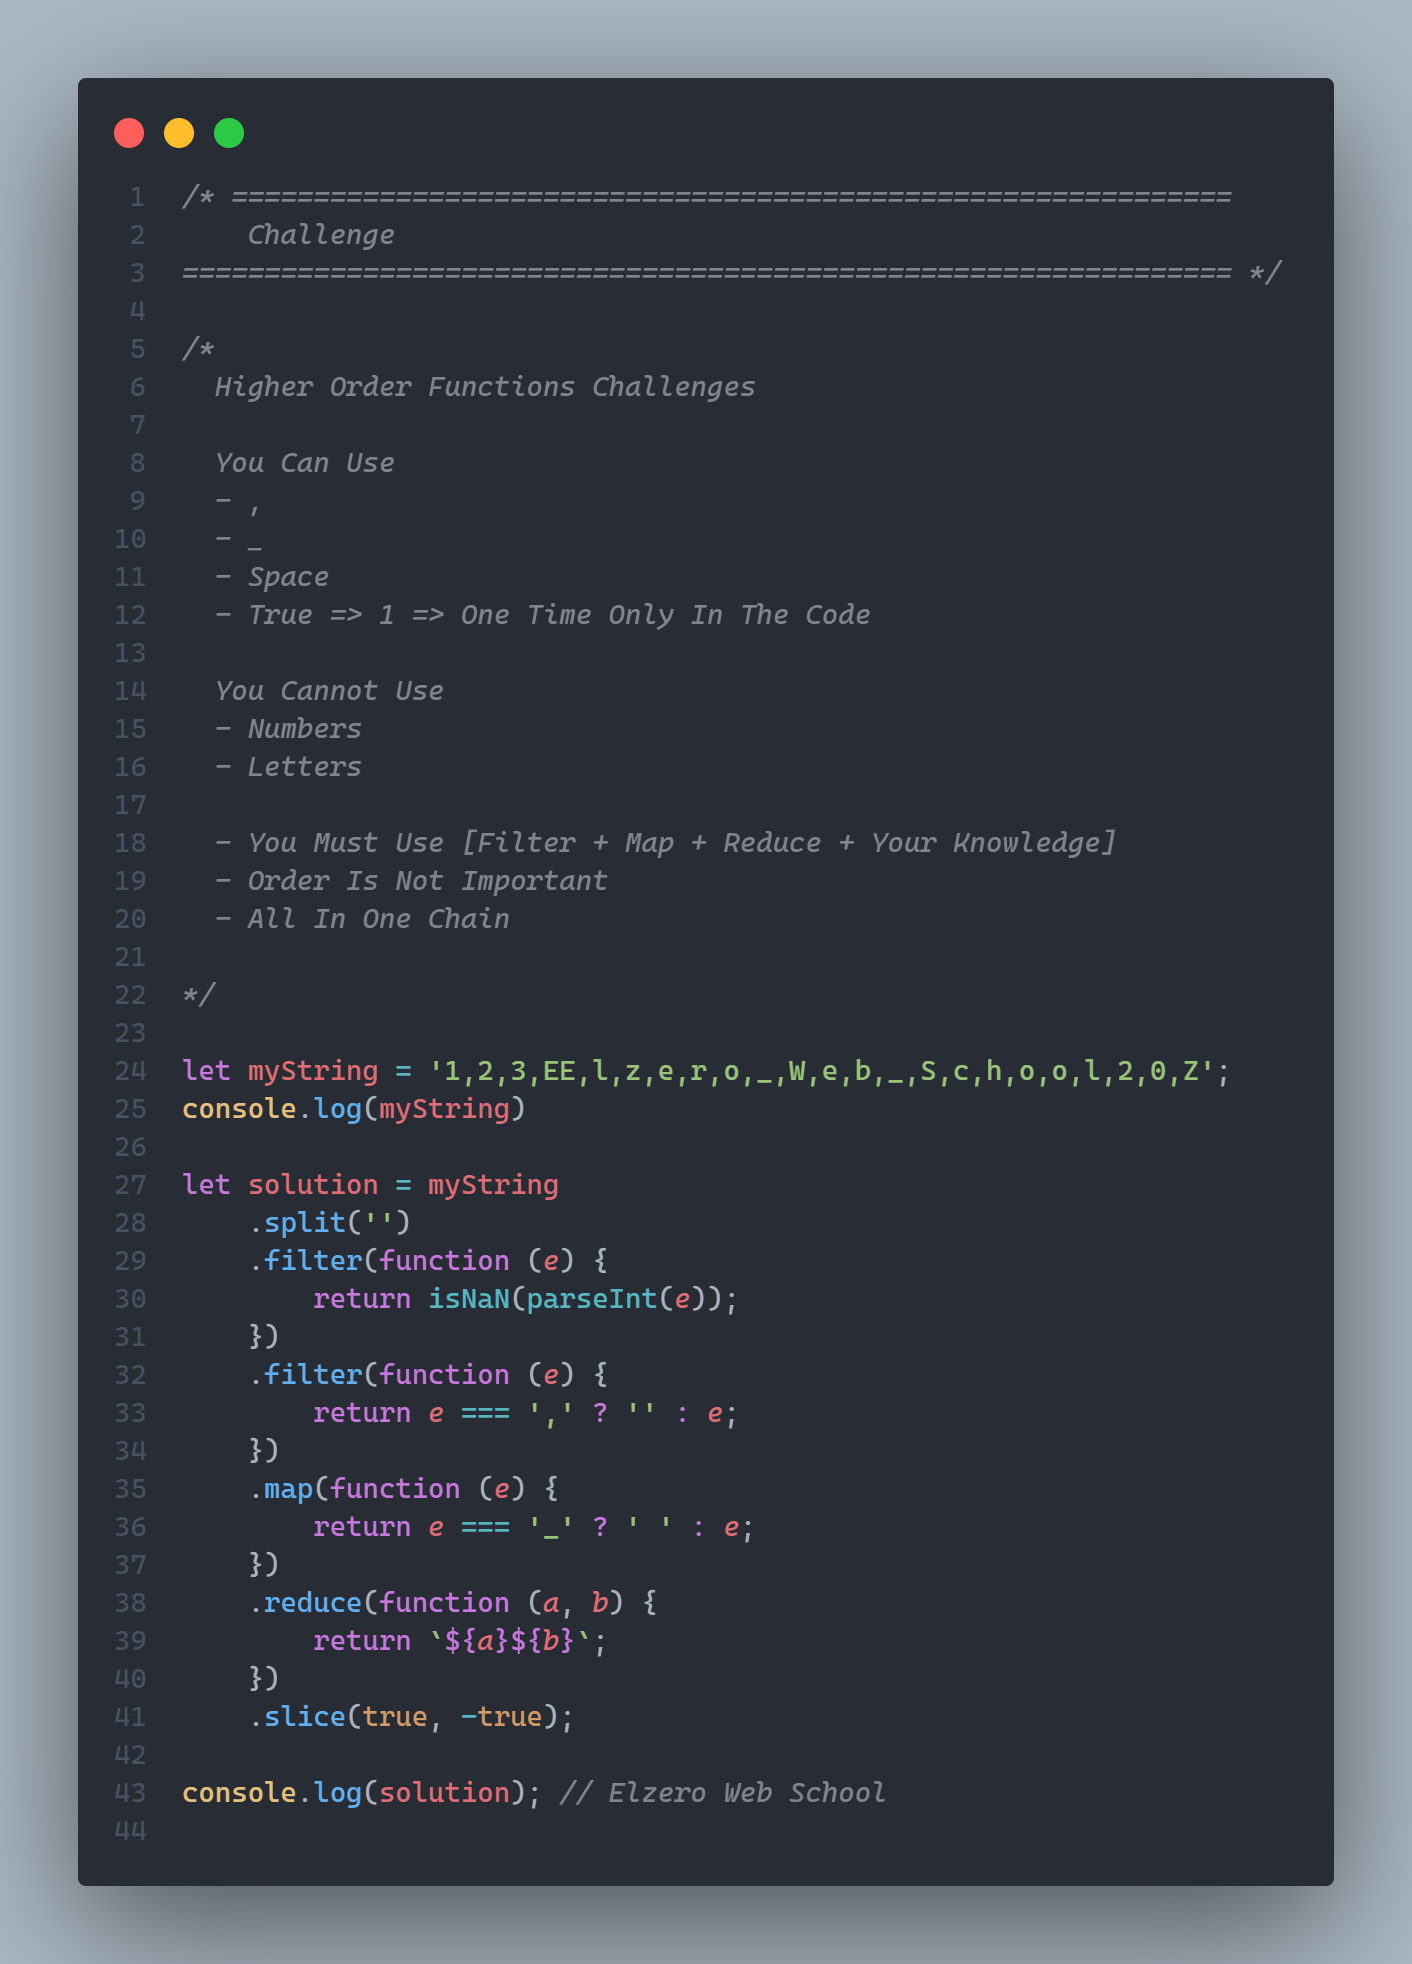 1 /* =============================================================
2     Challenge
3 ================================================================ */
4
5 /*
6   Higher Order Functions Challenges
7
8   You Can Use
9   - ,
10   - _
11   - Space
12   - True => 1 => One Time Only In The Code
13
14   You Cannot Use
15   - Numbers
16   - Letters
17
18   - You Must Use [Filter + Map + Reduce + Your Knowledge]
19   - Order Is Not Important
20   - All In One Chain
21
22 */
23
24 let myString = '1,2,3,EE,l,z,e,r,o,_,W,e,b,_,S,c,h,o,o,l,2,0,Z';
25 console.log(myString)
26
27 let solution = myString
28     .split('')
29     .filter(function (e) {
30         return isNaN(parseInt(e));
31     })
32     .filter(function (e) {
33         return e === ',' ? '' : e;
34     })
35     .map(function (e) {
36         return e === '_' ? ' ' : e;
37     })
38     .reduce(function (a, b) {
39         return `${a}${b}`;
40     })
41     .slice(true, -true);
42
43 console.log(solution); // Elzero Web School
44